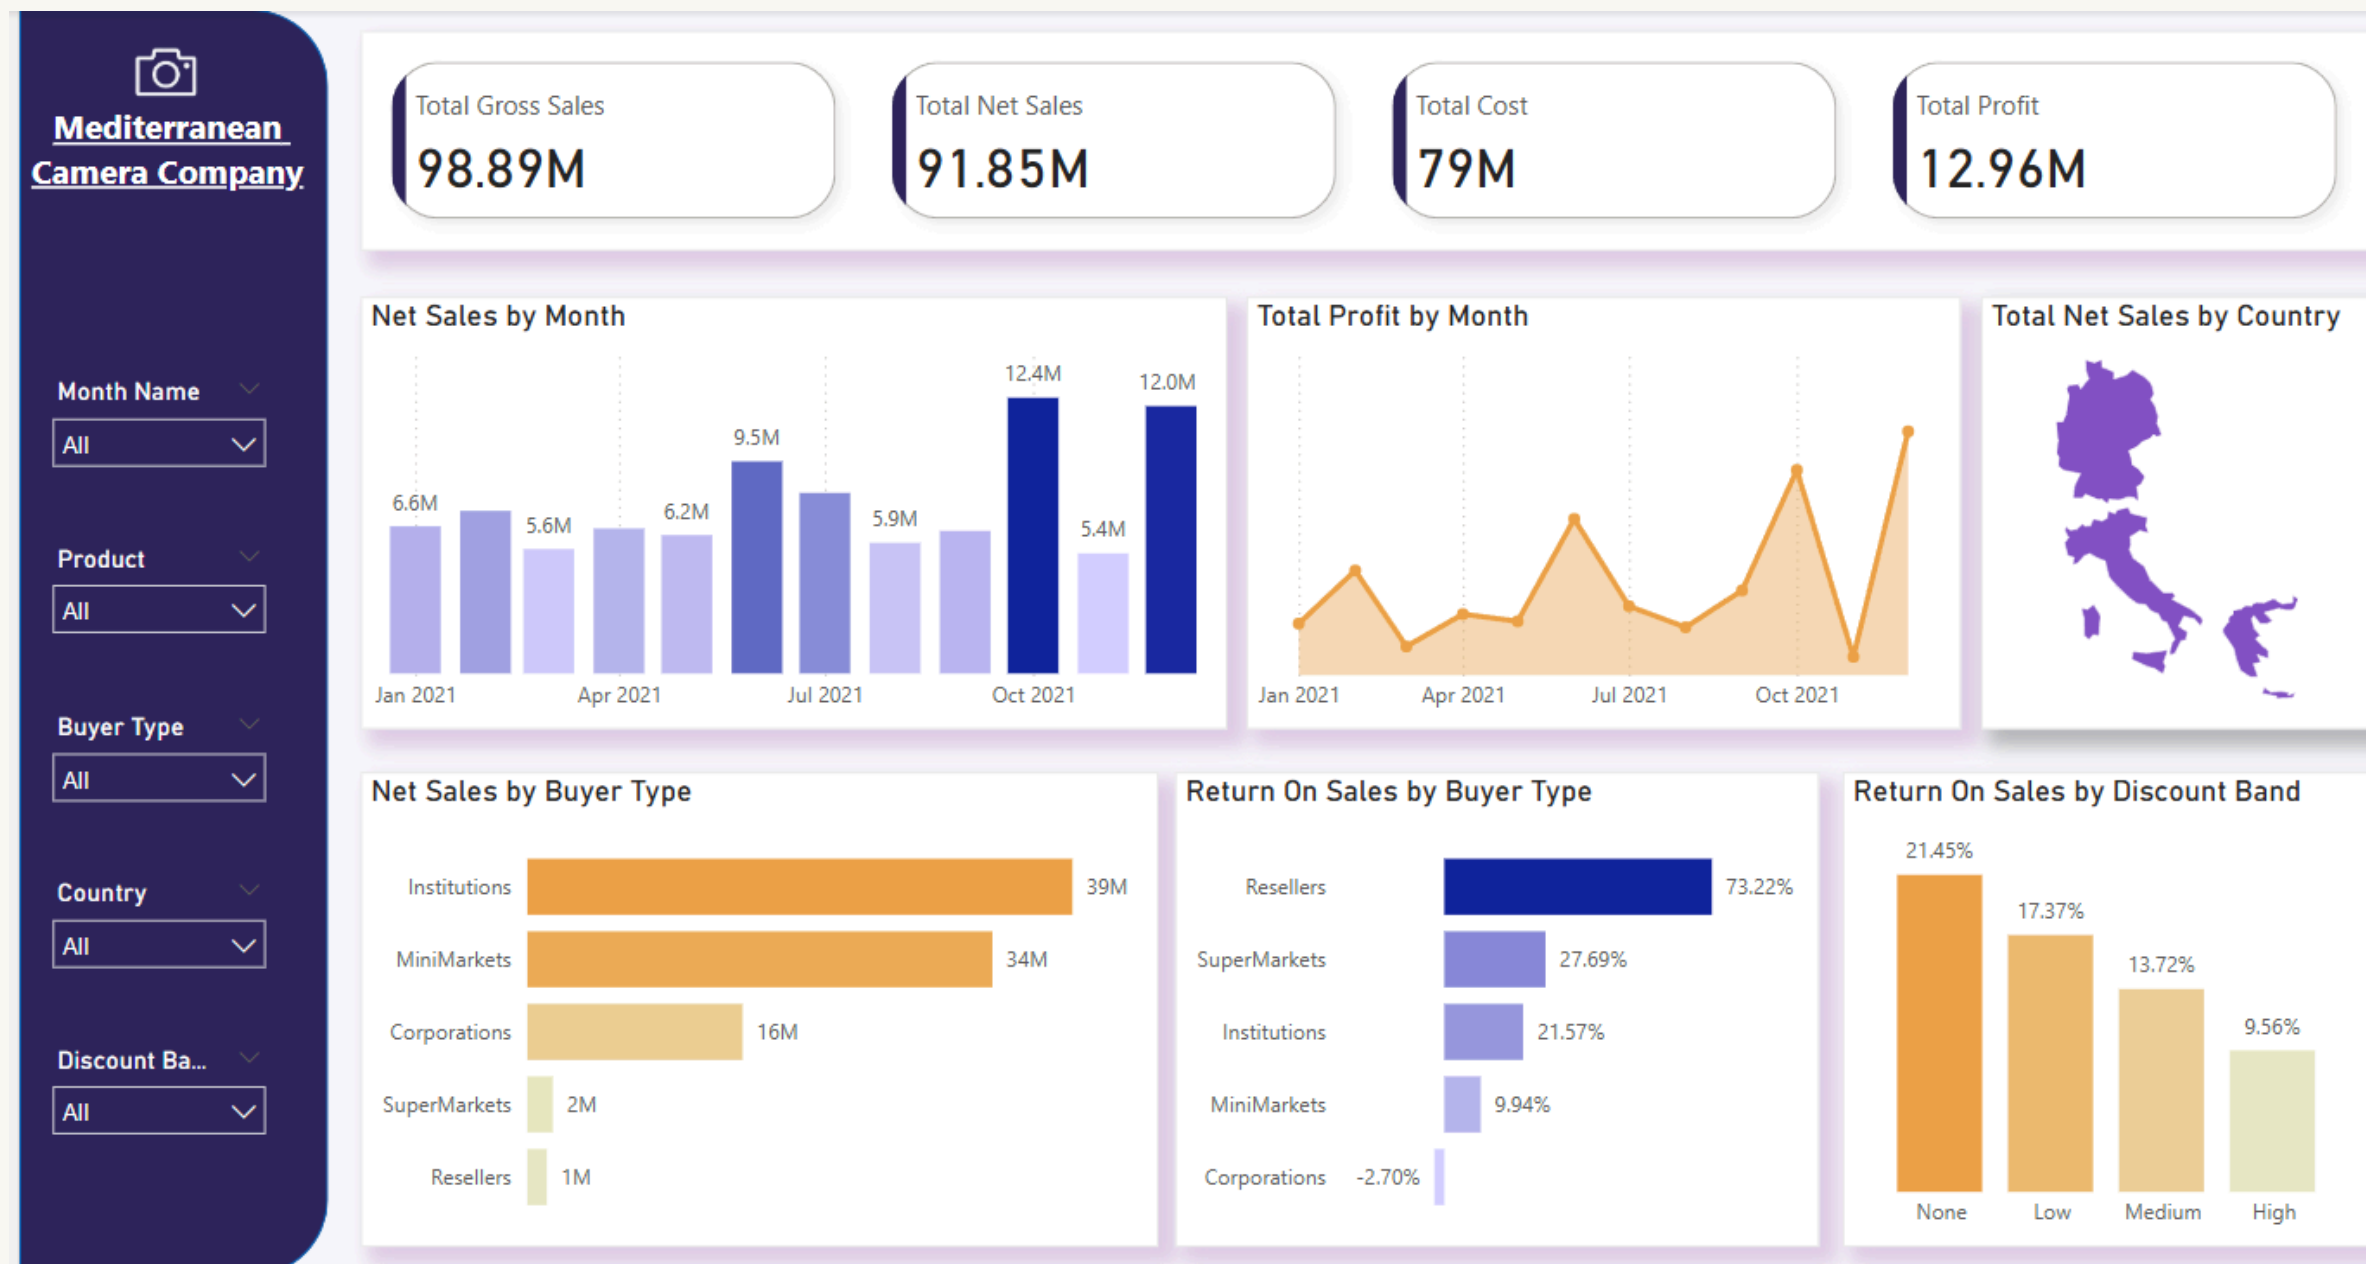 Mediterranean
Camera Company
Month Name
All
Product
All
Buyer Type
All
Country
All
Discount Ba...
All
Total Gross Sales
98.89M
Total Net Sales
91.85M
Total Cost
79M
Total Profit
12.96M
Net Sales by Month
6.6M
5.6M
6.2M
9.5M
5.9M
12.4M
5.4M
12.0M
Jan 2021
Apr 2021
Jul 2021
Oct 2021
Total Profit by Month
Jan 2021
Apr 2021
Jul 2021
Oct 2021
Total Net Sales by Country
Net Sales by Buyer Type
Institutions 39M
MiniMarkets 34M
Corporations 16M
SuperMarkets 2M
Resellers 1M
Return On Sales by Buyer Type
Resellers 73.22%
SuperMarkets 27.69%
Institutions 21.57%
MiniMarkets 9.94%
Corporations -2.70%
Return On Sales by Discount Band
21.45%
17.37%
13.72%
9.56%
None Low Medium High